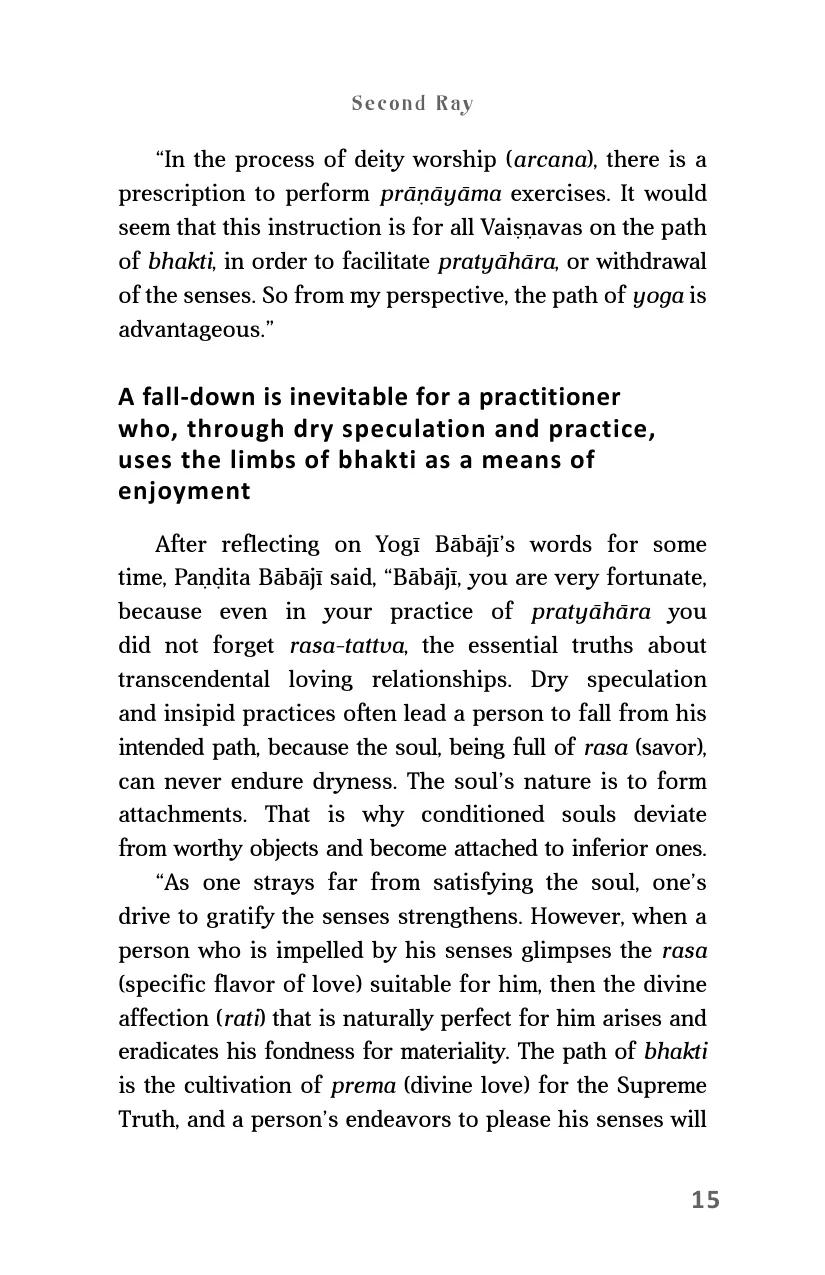 Second Ray
“In the process of deity worship (arcana), there is a
prescription to perform prāṇāyāma exercises. It would
seem that this instruction is for all Vaiṣṇavas on the path
of bhakti, in order to facilitate pratyāhāra, or withdrawal
of the senses. So from my perspective, the path of yoga is
advantageous.”
A fall-down is inevitable for a practitioner
who, through dry speculation and practice,
uses the limbs of bhakti as a means of
enjoyment
After reflecting on Yogī Bābājī’s words for some
time, Paṇḍita Bābājī said, “Bābājī, you are very fortunate,
because even in your practice of pratyāhāra you
did not forget rasa-tattva, the essential truths about
transcendental loving relationships. Dry speculation
and insipid practices often lead a person to fall from his
intended path, because the soul, being full of rasa (savor),
can never endure dryness. The soul’s nature is to form
attachments. That is why conditioned souls deviate
from worthy objects and become attached to inferior ones.
“As one strays far from satisfying the soul, one’s
drive to gratify the senses strengthens. However, when a
person who is impelled by his senses glimpses the rasa
(specific flavor of love) suitable for him, then the divine
affection (rati) that is naturally perfect for him arises and
eradicates his fondness for materiality. The path of bhakti
is the cultivation of prema (divine love) for the Supreme
Truth, and a person’s endeavors to please his senses will
15